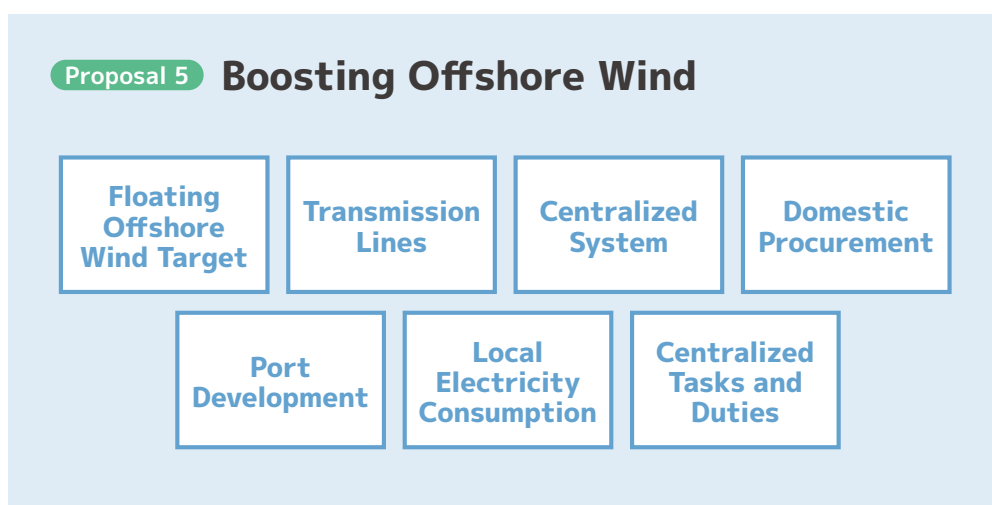 Proposal 5 Boosting Offshore Wind
Floating
Offshore
Wind Target
Transmission
Lines
Centralized
System
Domestic
Procurement
Port
Development
Local
Electricity
Consumption
Centralized
Tasks and
Duties